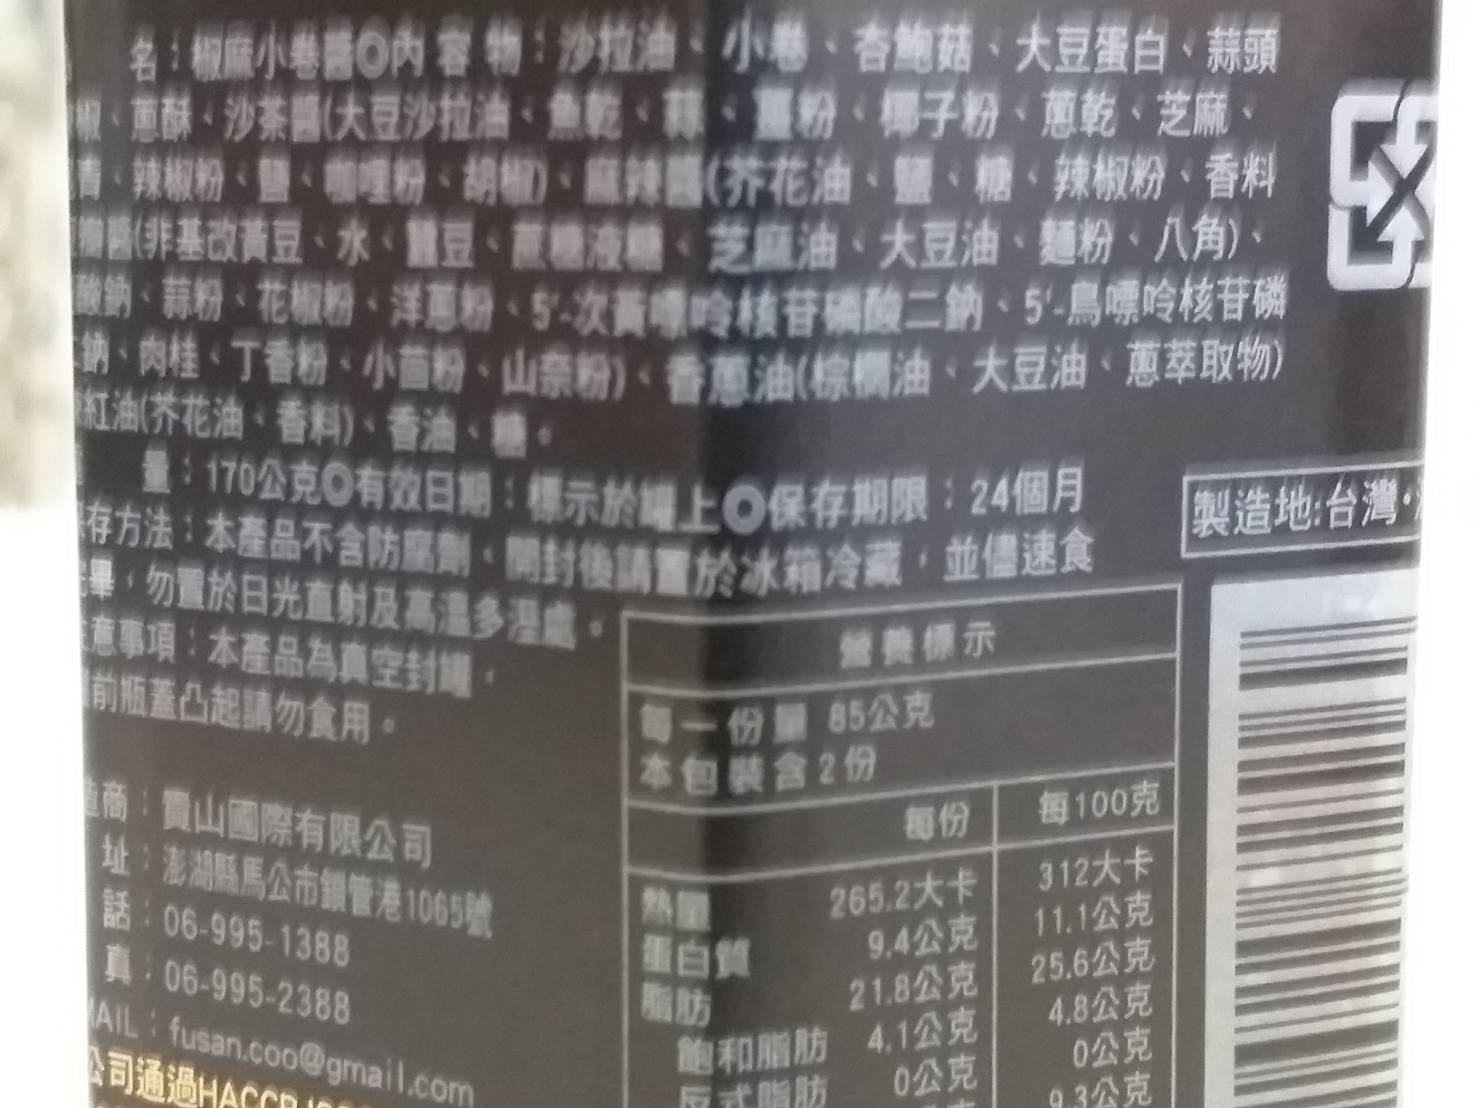 名：椒麻小卷醬◎內容物：沙拉油、小卷、杏鮑菇、大豆蛋白、蒜頭
椒、蔥酥、沙茶醬(大豆沙拉油、魚乾、蒜、薑粉、椰子粉、蔥乾、芝麻、
辣椒粉、鹽、咖哩粉、胡椒)、麻辣醬(芥花油、鹽、糖、辣椒粉、香料
醬(非基改黃豆、水、蠶豆、蔗糖液糖、芝麻油、大豆油、麵粉、八角)、
酸鈉、蒜粉、花椒粉、洋蔥粉、5'-次黃嘌呤核苷磷酸二鈉、5'-鳥嘌呤核苷磷
鈉、肉桂、丁香粉、小茴粉、山奈粉)、香蔥油(棕櫚油、大豆油、蔥萃取物)
紅油(芥花油、香料)、香油、糖。
量：170公克◎有效日期：標示於罐上◎保存期限：24個月
存方法：本產品不含防腐劑，開封後請置於冰箱冷藏，並儘速食
畢，勿置於日光直射及高溫多溼處。
意事項：本產品為真空封罐，
前瓶蓋凸起請勿食用。
商：寶山國際有限公司
址：澎湖縣馬公市鎖管港1065號
話：06-995-1388
真：06-995-2388
AIL：fusan.coo@gmail.com
公司通過HACCP
製造地:台灣·
營養標示
每一份量 85公克
本包裝含2份
每份 每100克
熱量 265.2大卡 312大卡
蛋白質 9.4公克 11.1公克
脂肪 21.8公克 25.6公克
飽和脂肪 4.1公克 4.8公克
反式脂肪 0公克 0公克
9.3公克